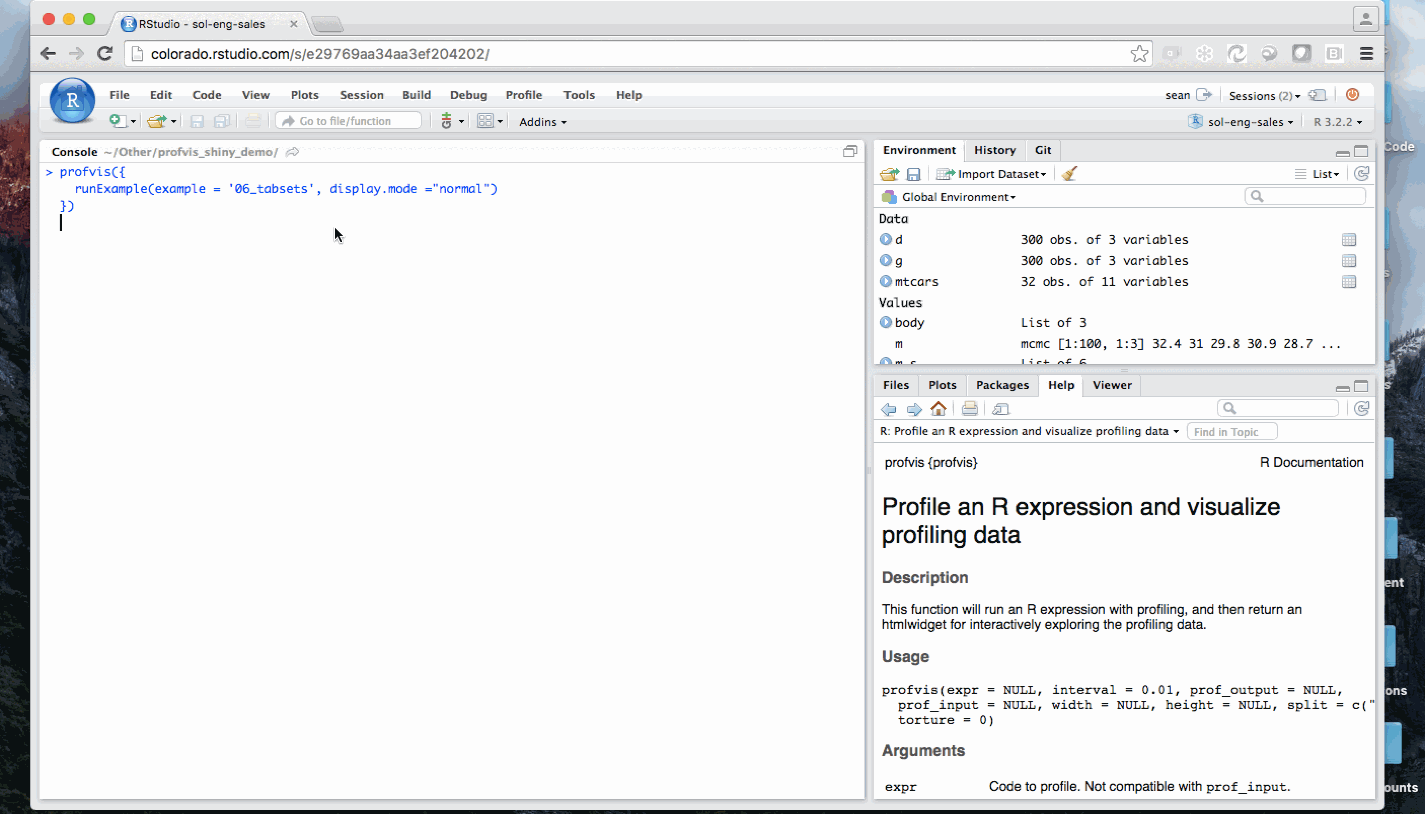 RStudio - sol-eng-sales
colorado.rstudio.com/s/e29769aa34aa3ef204202/
R File Edit Code View Plots Session Build Debug Profile Tools Help sean Sessions (2)
Go to file/function Addins sol-eng-sales R 3.2.2
Console ~/Other/profvis_shiny_demo/
> profvis({
runExample(example = '06_tabsets', display.mode ="normal")
})
Environment History Git
Import Dataset List
Global Environment
Data
d 300 obs. of 3 variables
g 300 obs. of 3 variables
mtcars 32 obs. of 11 variables
Values
body List of 3
m mcmc [1:100, 1:3] 32.4 31 29.8 30.9 28.7 ...
List of 6
Files Plots Packages Help Viewer
R: Profile an R expression and visualize profiling data Find in Topic
profvis {profvis} R Documentation
Profile an R expression and visualize
profiling data
Description
This function will run an R expression with profiling, and then return an
htmlwidget for interactively exploring the profiling data.
Usage
profvis(expr = NULL, interval = 0.01, prof_output = NULL,
prof_input = NULL, width = NULL, height = NULL, split = c("
torture = 0)
Arguments
expr Code to profile. Not compatible with prof_input.
Code
ent
ons
ounts